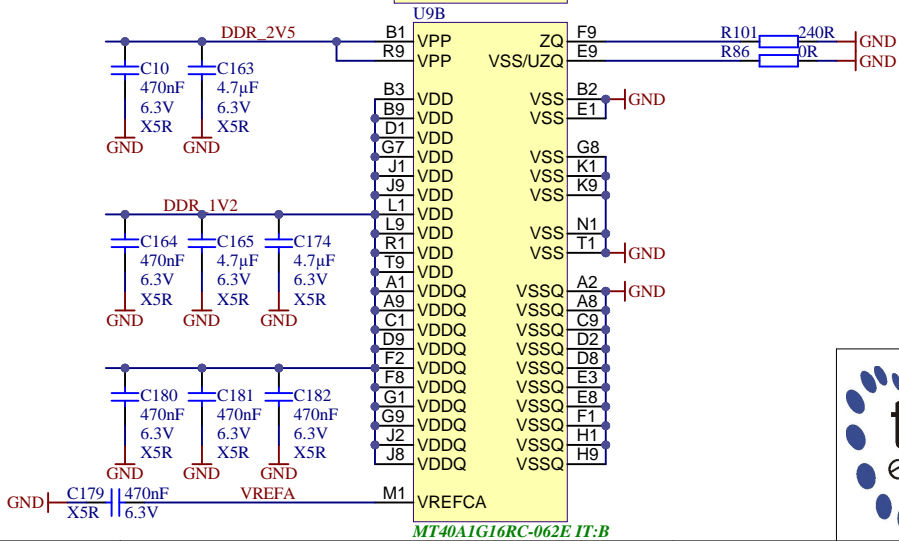 U9B
DDR_2V5 B1 VPP ZQ F9 R101 240R GND
R9 VPP VSS/UZQ E9 R86 0R GND
C10 C163
470nF 4.7µF
6.3V 6.3V
X5R X5R
GND GND
B3 VDD VSS B2 GND
B9 VDD VSS E1
D1 VDD
G7 VDD VSS G8
J1 VDD VSS K1
J9 VDD VSS K9
DDR_1V2 L1 VDD
L9 VDD VSS N1
R1 VDD VSS T1 GND
T9 VDD
C164 C165 C174
470nF 4.7µF 4.7µF
6.3V 6.3V 6.3V
X5R X5R X5R
GND GND GND
A1 VDDQ VSSQ A2 GND
A9 VDDQ VSSQ A8
C1 VDDQ VSSQ C9
D9 VDDQ VSSQ D2
F2 VDDQ VSSQ D8
F8 VDDQ VSSQ E3
G1 VDDQ VSSQ E8
G9 VDDQ VSSQ F1
J2 VDDQ VSSQ H1
J8 VDDQ VSSQ H9
C180 C181 C182
470nF 470nF 470nF
6.3V 6.3V 6.3V
X5R X5R X5R
GND GND GND
GND C179 470nF VREFA M1 VREFCA
X5R 6.3V
MT40A1G16RC-062E IT:B